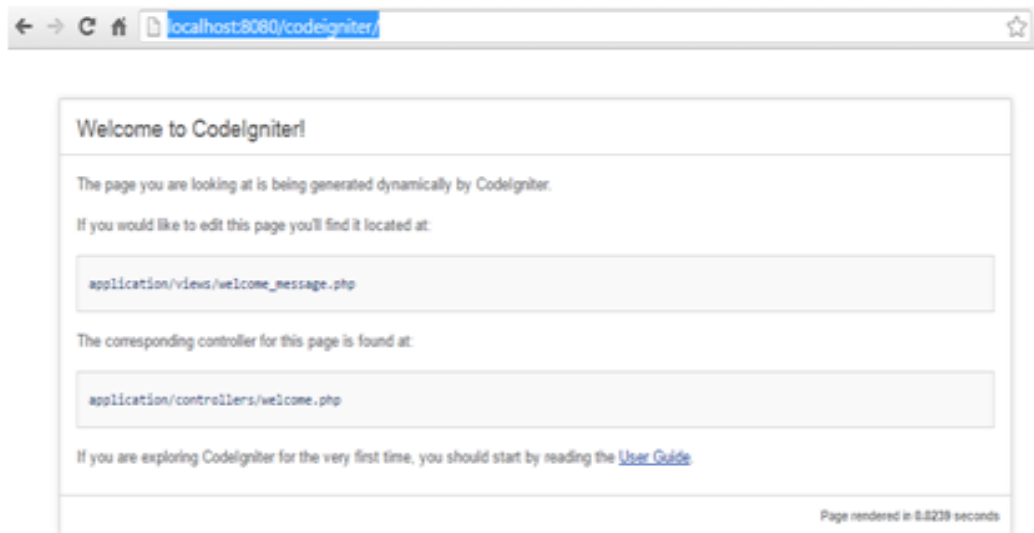 localhost:8080/codeigniter/
Welcome to CodeIgniter!
The page you are looking at is being generated dynamically by CodeIgniter.
If you would like to edit this page you'll find it located at:
application/views/welcome_message.php
The corresponding controller for this page is found at:
application/controllers/welcome.php
If you are exploring CodeIgniter for the very first time, you should start by reading the User Guide.
Page rendered in 0.0239 seconds